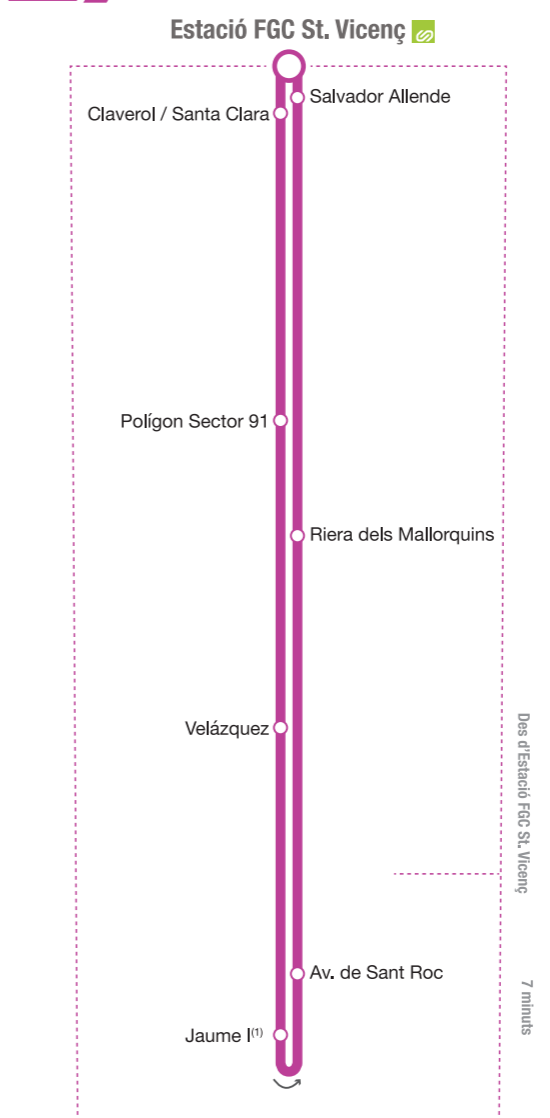 Estació FGC St. Vicenç
Salvador Allende
Claverol / Santa Clara
Polígon Sector 91
Riera dels Mallorquins
Velázquez
Des d'Estació FGC St. Vicenç
Av. de Sant Roc
7 minuts
Jaume I(1)